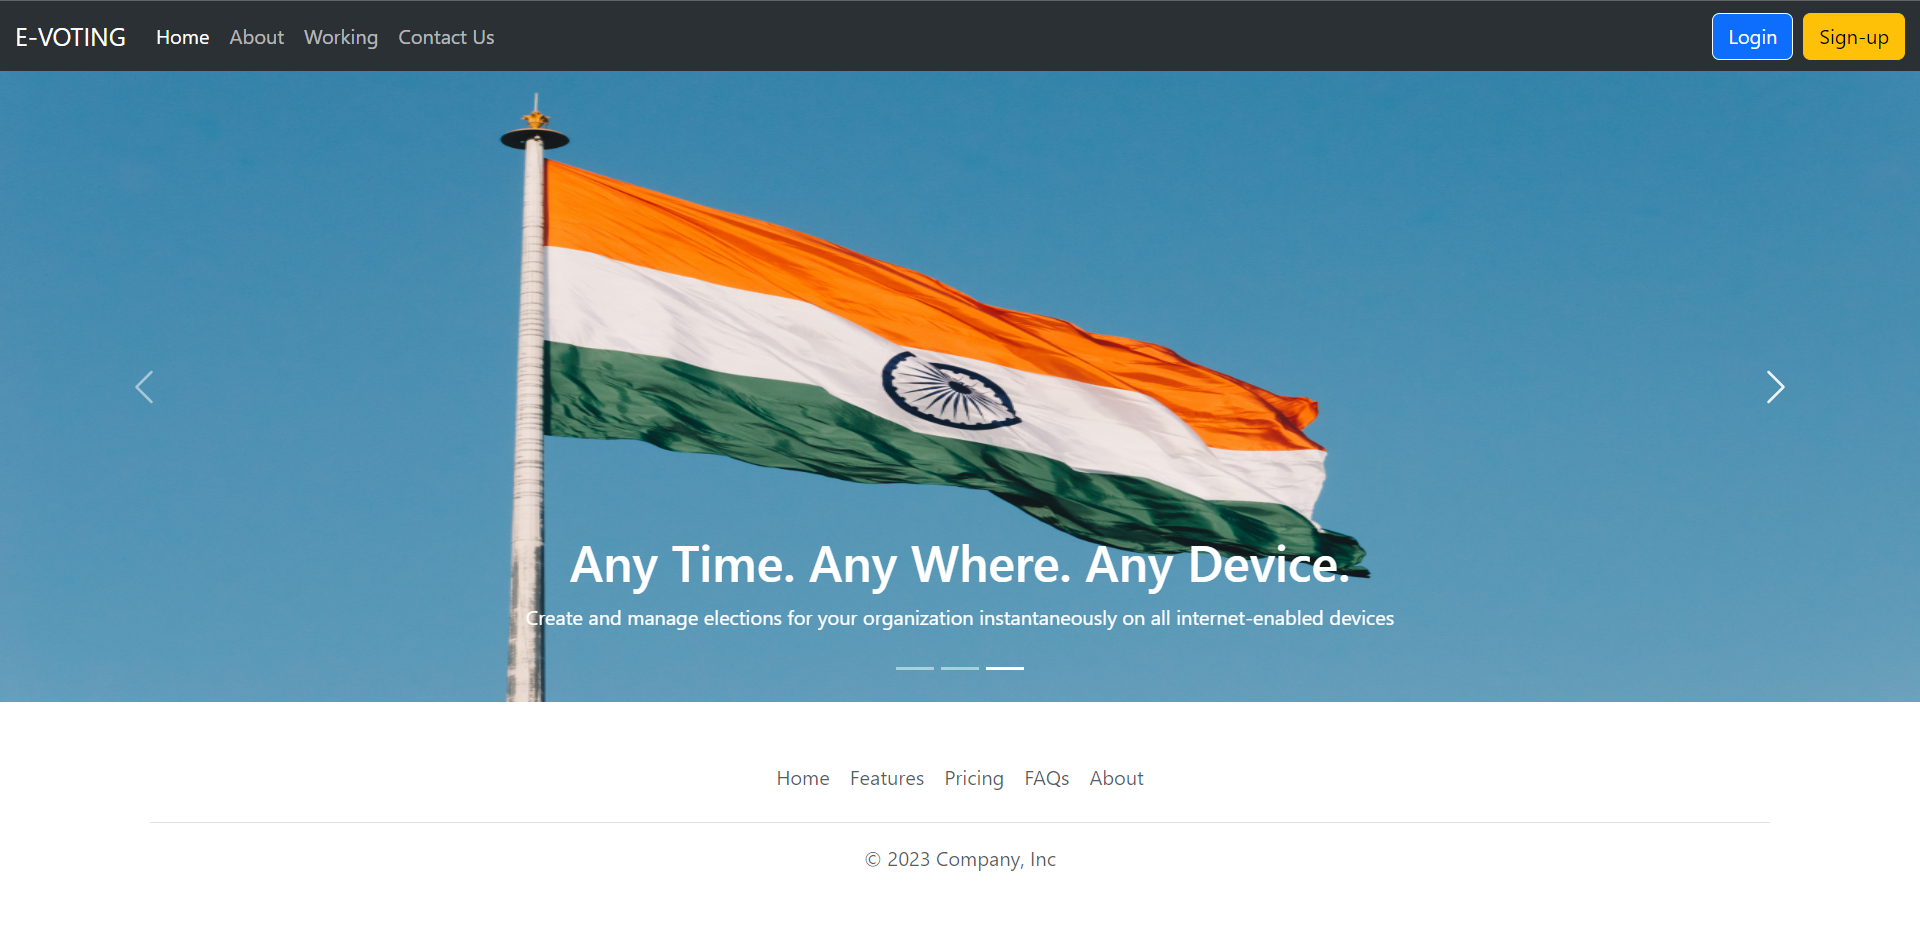 E-VOTING Home About Working Contact Us Login Sign-up
Any Time. Any Where. Any Device.
Create and manage elections for your organization instantaneously on all internet-enabled devices
Home Features Pricing FAQs About
© 2023 Company, Inc